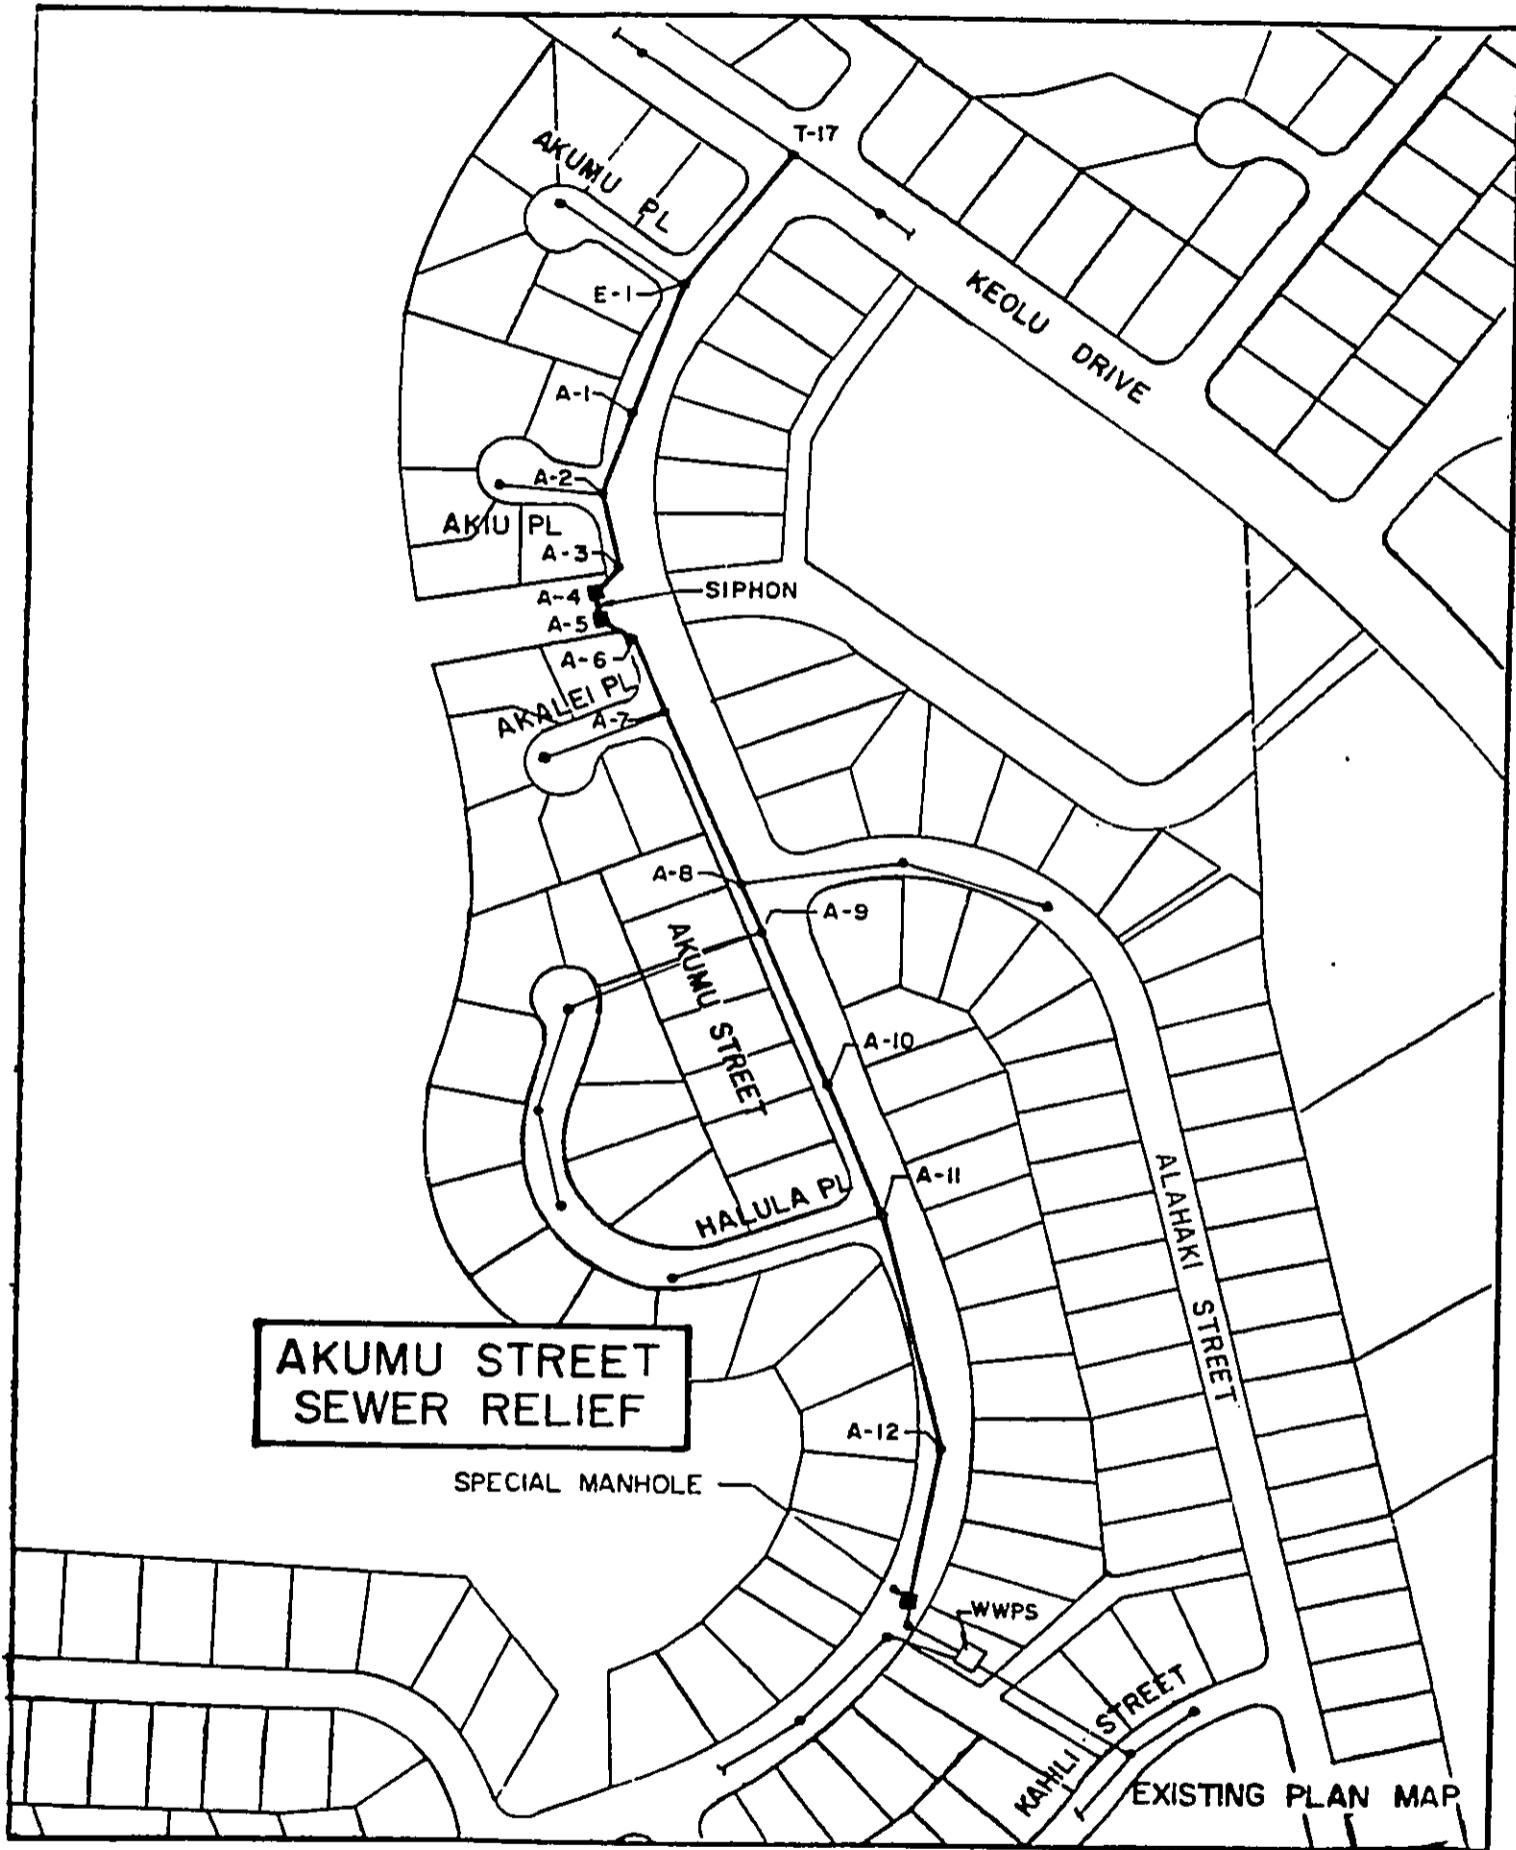 T-17
AKUMU PL
E-1
KEOLU DRIVE
A-1
A-2
AKIU PL
A-3
A-4
SIPHON
A-5
A-6
AKALEI PL
A-7
A-8
A-9
AKUMU STREET
A-10
A-11
HALULA PL
ALAHAKI STREET
AKUMU STREET
SEWER RELIEF
A-12
SPECIAL MANHOLE
WWPS
KAHILI STREET
EXISTING PLAN MAP